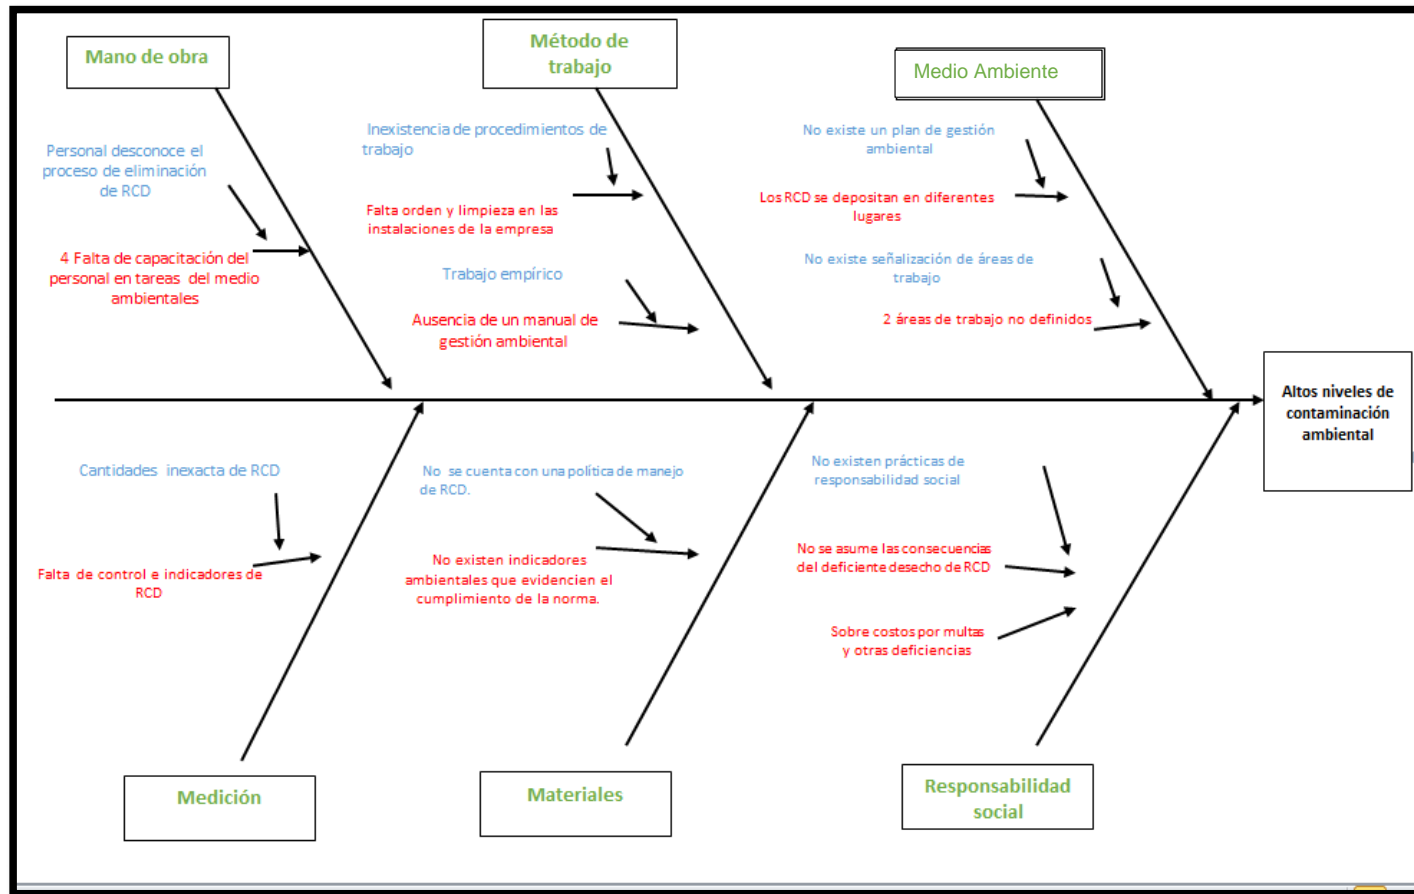 Mano de obra
Método de
trabajo
Medio Ambiente
Personal desconoce el
proceso de eliminación
de RCD
4 Falta de capacitación del
personal en tareas del medio
ambientales
Inexistencia de procedimientos de
trabajo
Falta orden y limpieza en las
instalaciones de la empresa
Trabajo empírico
Ausencia de un manual de
gestión ambiental
No existe un plan de gestión
ambiental
Los RCD se depositan en diferentes
lugares
No existe señalización de áreas de
trabajo
2 áreas de trabajo no definidos
Altos niveles de
contaminación
ambiental
Cantidades inexacta de RCD
Falta de control e indicadores de
RCD
No se cuenta con una política de manejo
de RCD.
No existen indicadores
ambientales que evidencien el
cumplimiento de la norma.
No existen prácticas de
responsabilidad social
No se asume las consecuencias
del deficiente desecho de RCD
Sobre costos por multas
y otras deficiencias
Medición
Materiales
Responsabilidad
social